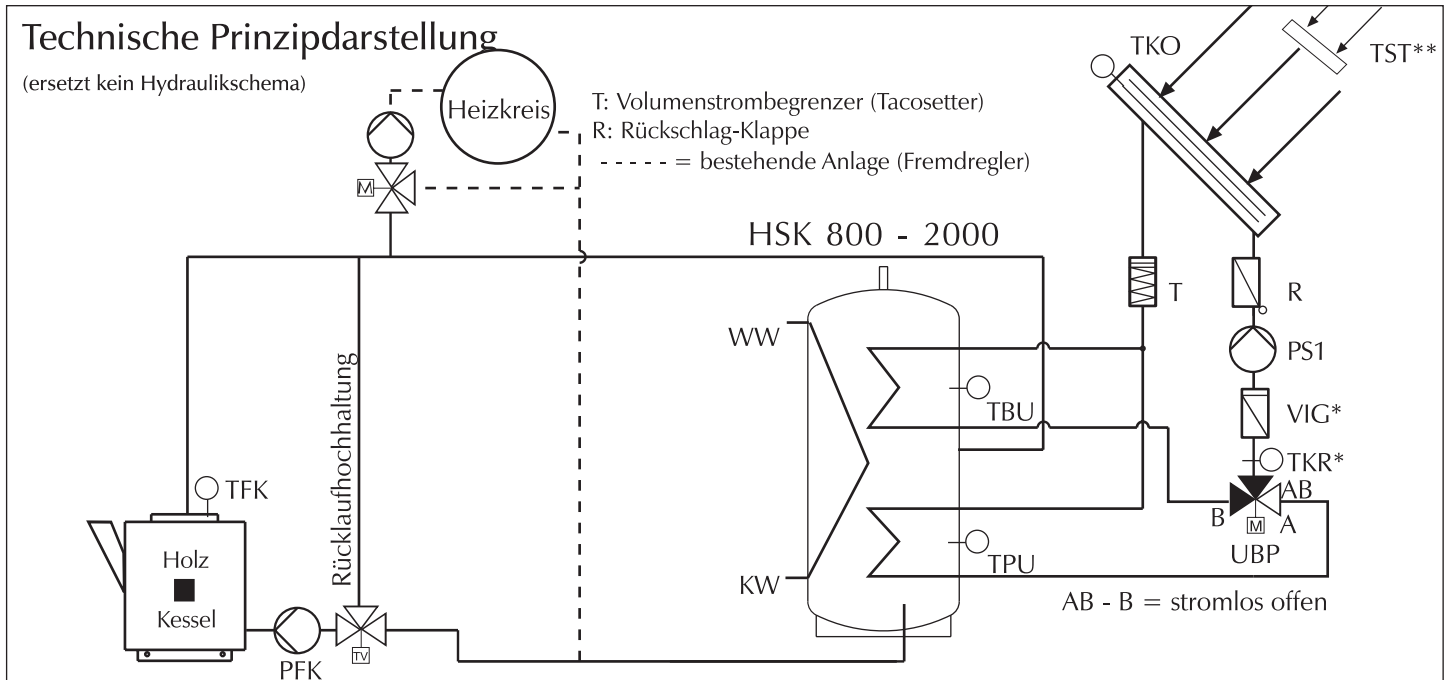 Technische Prinzipdarstellung
(ersetzt kein Hydraulikschema)
Heizkreis
T: Volumenstrombegrenzer (Tacosetter)
R: Rückschlag-Klappe
- - - - - = bestehende Anlage (Fremdregler)
TKO
TST**
M
HSK 800 - 2000
T
R
WW
PS1
TBU
VIG*
Rücklaufhochhaltung
TKR*
TFK
AB
B
A
M
Holz
TPU
UBP
KW
Kessel
AB - B = stromlos offen
TV
PFK